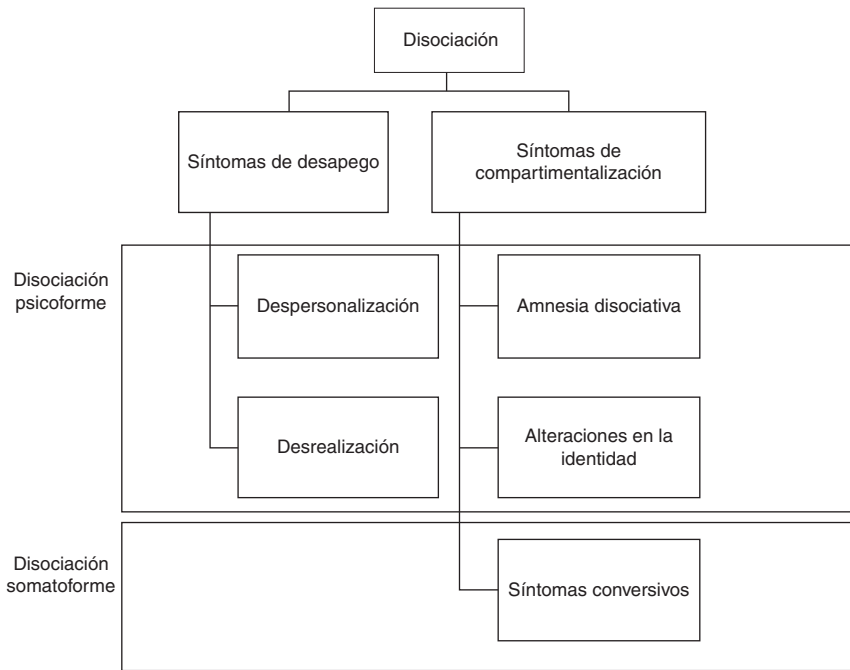 Disociación
Síntomas de desapego
Síntomas de
compartimentalización
Disociación
psicoforme
Despersonalización
Amnesia disociativa
Desrealización
Alteraciones en la
identidad
Disociación
somatoforme
Síntomas conversivos